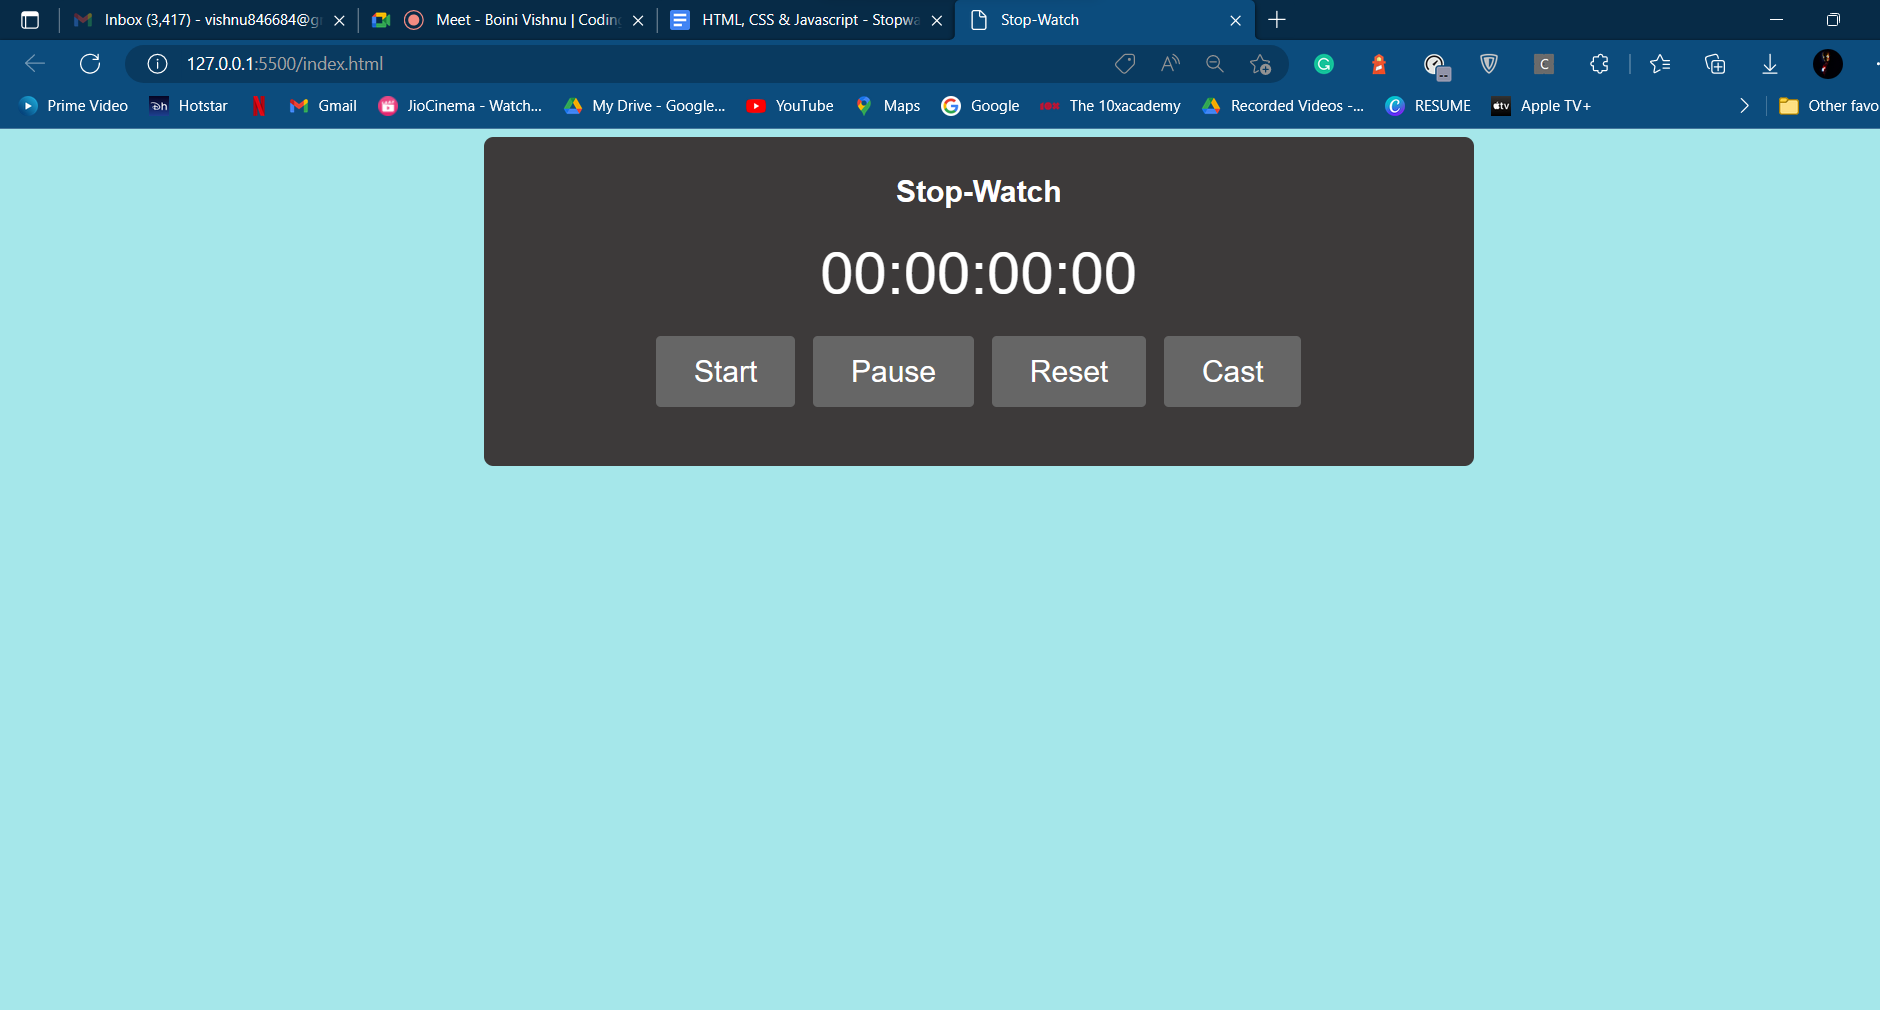 Inbox (3,417) - vishnu846684@g
Meet - Boini Vishnu | Coding
HTML, CSS & Javascript - Stopwa
Stop-Watch
127.0.0.1:5500/index.html
Prime Video
Hotstar
Gmail
JioCinema - Watch...
My Drive - Google...
YouTube
Maps
Google
The 10xacademy
Recorded Videos -...
RESUME
Apple TV+
Other favo
Stop-Watch
00:00:00:00
Start
Pause
Reset
Cast